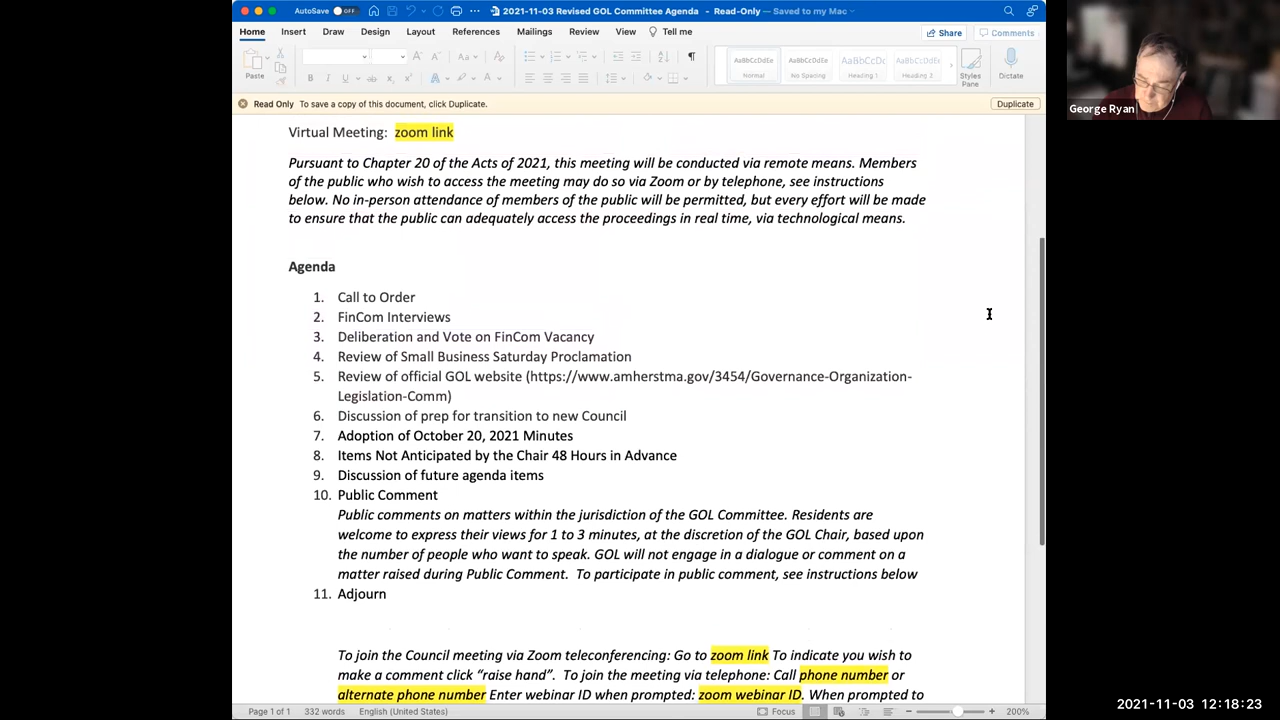 AutoSave OFF 2021-11-03 Revised GOL Committee Agenda - Read-Only — Saved to my Mac
Home Insert Draw Design Layout References Mailings Review View Tell me Share Comments
AaBbCcDdEe AaBbCcDdEe AaBbCcDc AaBbCcDdEe
Paste Normal No Spacing Heading 1 Heading 2 Styles Pane Dictate
Read Only To save a copy of this document, click Duplicate. Duplicate
George Ryan
Virtual Meeting: zoom link
Pursuant to Chapter 20 of the Acts of 2021, this meeting will be conducted via remote means. Members
of the public who wish to access the meeting may do so via Zoom or by telephone, see instructions
below. No in-person attendance of members of the public will be permitted, but every effort will be made
to ensure that the public can adequately access the proceedings in real time, via technological means.
Agenda
1. Call to Order
2. FinCom Interviews
3. Deliberation and Vote on FinCom Vacancy
4. Review of Small Business Saturday Proclamation
5. Review of official GOL website (https://www.amherstma.gov/3454/Governance-Organization-
Legislation-Comm)
6. Discussion of prep for transition to new Council
7. Adoption of October 20, 2021 Minutes
8. Items Not Anticipated by the Chair 48 Hours in Advance
9. Discussion of future agenda items
10. Public Comment
Public comments on matters within the jurisdiction of the GOL Committee. Residents are
welcome to express their views for 1 to 3 minutes, at the discretion of the GOL Chair, based upon
the number of people who want to speak. GOL will not engage in a dialogue or comment on a
matter raised during Public Comment. To participate in public comment, see instructions below
11. Adjourn
To join the Council meeting via Zoom teleconferencing: Go to zoom link To indicate you wish to
make a comment click “raise hand”. To join the meeting via telephone: Call phone number or
alternate phone number Enter webinar ID when prompted: zoom webinar ID. When prompted to
Page 1 of 1 332 words English (United States) Focus 200%
2021-11-03 12:18:23